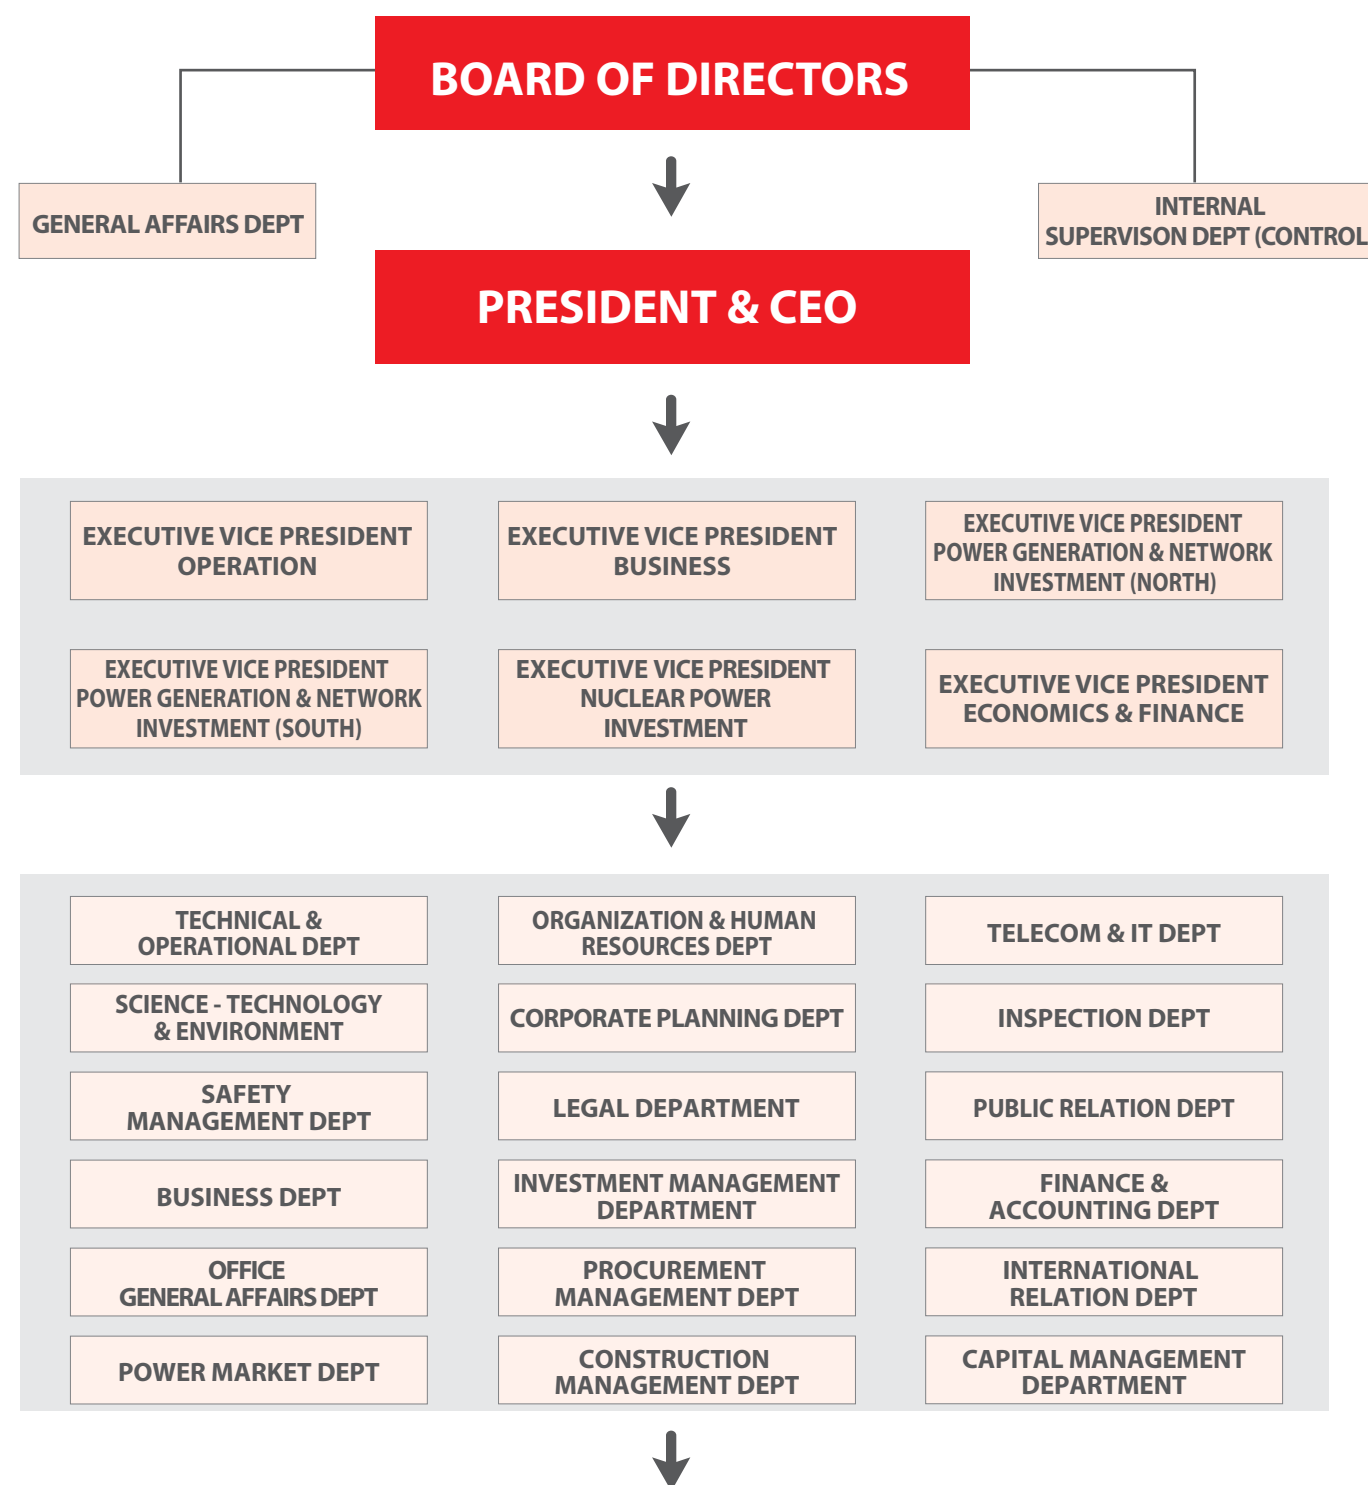 BOARD OF DIRECTORS
GENERAL AFFAIRS DEPT
INTERNAL
SUPERVISON DEPT (CONTROL
PRESIDENT & CEO
EXECUTIVE VICE PRESIDENT
OPERATION
EXECUTIVE VICE PRESIDENT
BUSINESS
EXECUTIVE VICE PRESIDENT
POWER GENERATION & NETWORK
INVESTMENT (NORTH)
EXECUTIVE VICE PRESIDENT
POWER GENERATION & NETWORK
INVESTMENT (SOUTH)
EXECUTIVE VICE PRESIDENT
NUCLEAR POWER
INVESTMENT
EXECUTIVE VICE PRESIDENT
ECONOMICS & FINANCE
TECHNICAL &
OPERATIONAL DEPT
ORGANIZATION & HUMAN
RESOURCES DEPT
TELECOM & IT DEPT
SCIENCE - TECHNOLOGY
& ENVIRONMENT
CORPORATE PLANNING DEPT
INSPECTION DEPT
SAFETY
MANAGEMENT DEPT
LEGAL DEPARTMENT
PUBLIC RELATION DEPT
BUSINESS DEPT
INVESTMENT MANAGEMENT
DEPARTMENT
FINANCE &
ACCOUNTING DEPT
OFFICE
GENERAL AFFAIRS DEPT
PROCUREMENT
MANAGEMENT DEPT
INTERNATIONAL
RELATION DEPT
POWER MARKET DEPT
CONSTRUCTION
MANAGEMENT DEPT
CAPITAL MANAGEMENT
DEPARTMENT